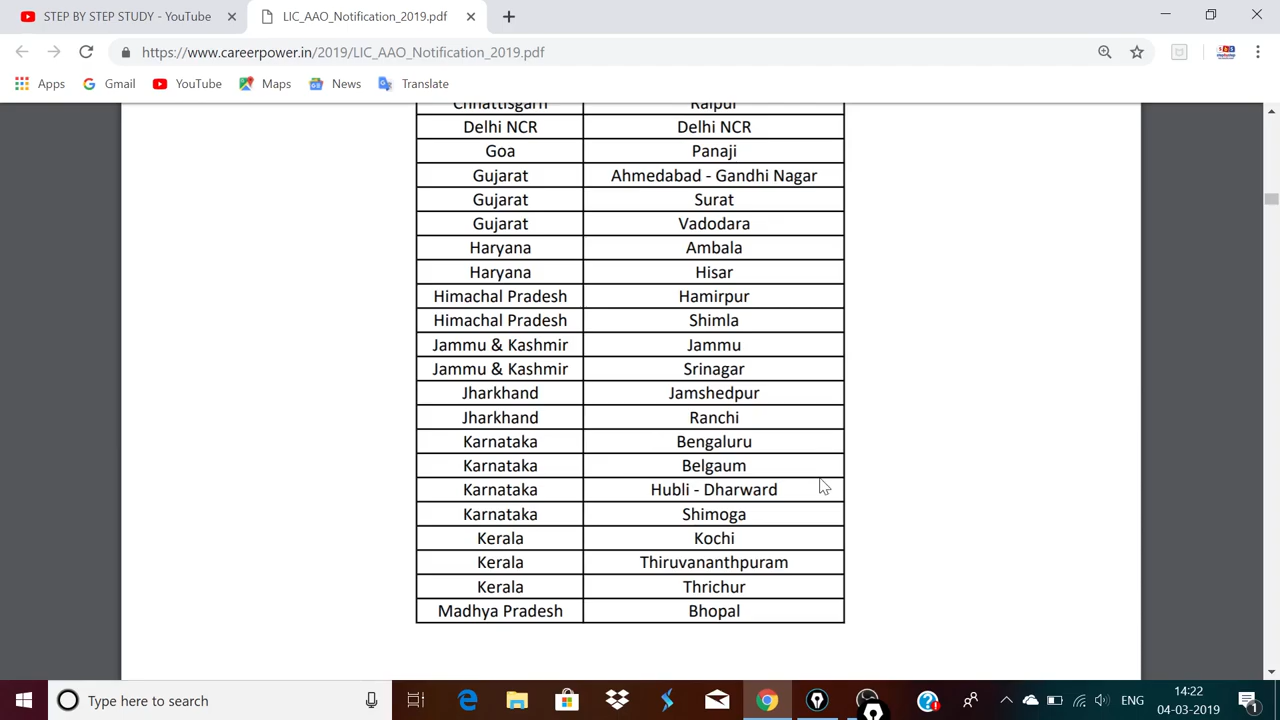 STEP BY STEP STUDY - YouTube
LIC_AAO_Notification_2019.pdf
https://www.careerpower.in/2019/LIC_AAO_Notification_2019.pdf
Apps Gmail YouTube Maps News Translate
Chhattisgarh Raipur
Delhi NCR Delhi NCR
Goa Panaji
Gujarat Ahmedabad - Gandhi Nagar
Gujarat Surat
Gujarat Vadodara
Haryana Ambala
Haryana Hisar
Himachal Pradesh Hamirpur
Himachal Pradesh Shimla
Jammu & Kashmir Jammu
Jammu & Kashmir Srinagar
Jharkhand Jamshedpur
Jharkhand Ranchi
Karnataka Bengaluru
Karnataka Belgaum
Karnataka Hubli - Dharward
Karnataka Shimoga
Kerala Kochi
Kerala Thiruvananthpuram
Kerala Thrichur
Madhya Pradesh Bhopal
Type here to search
ENG
14:22
04-03-2019
1